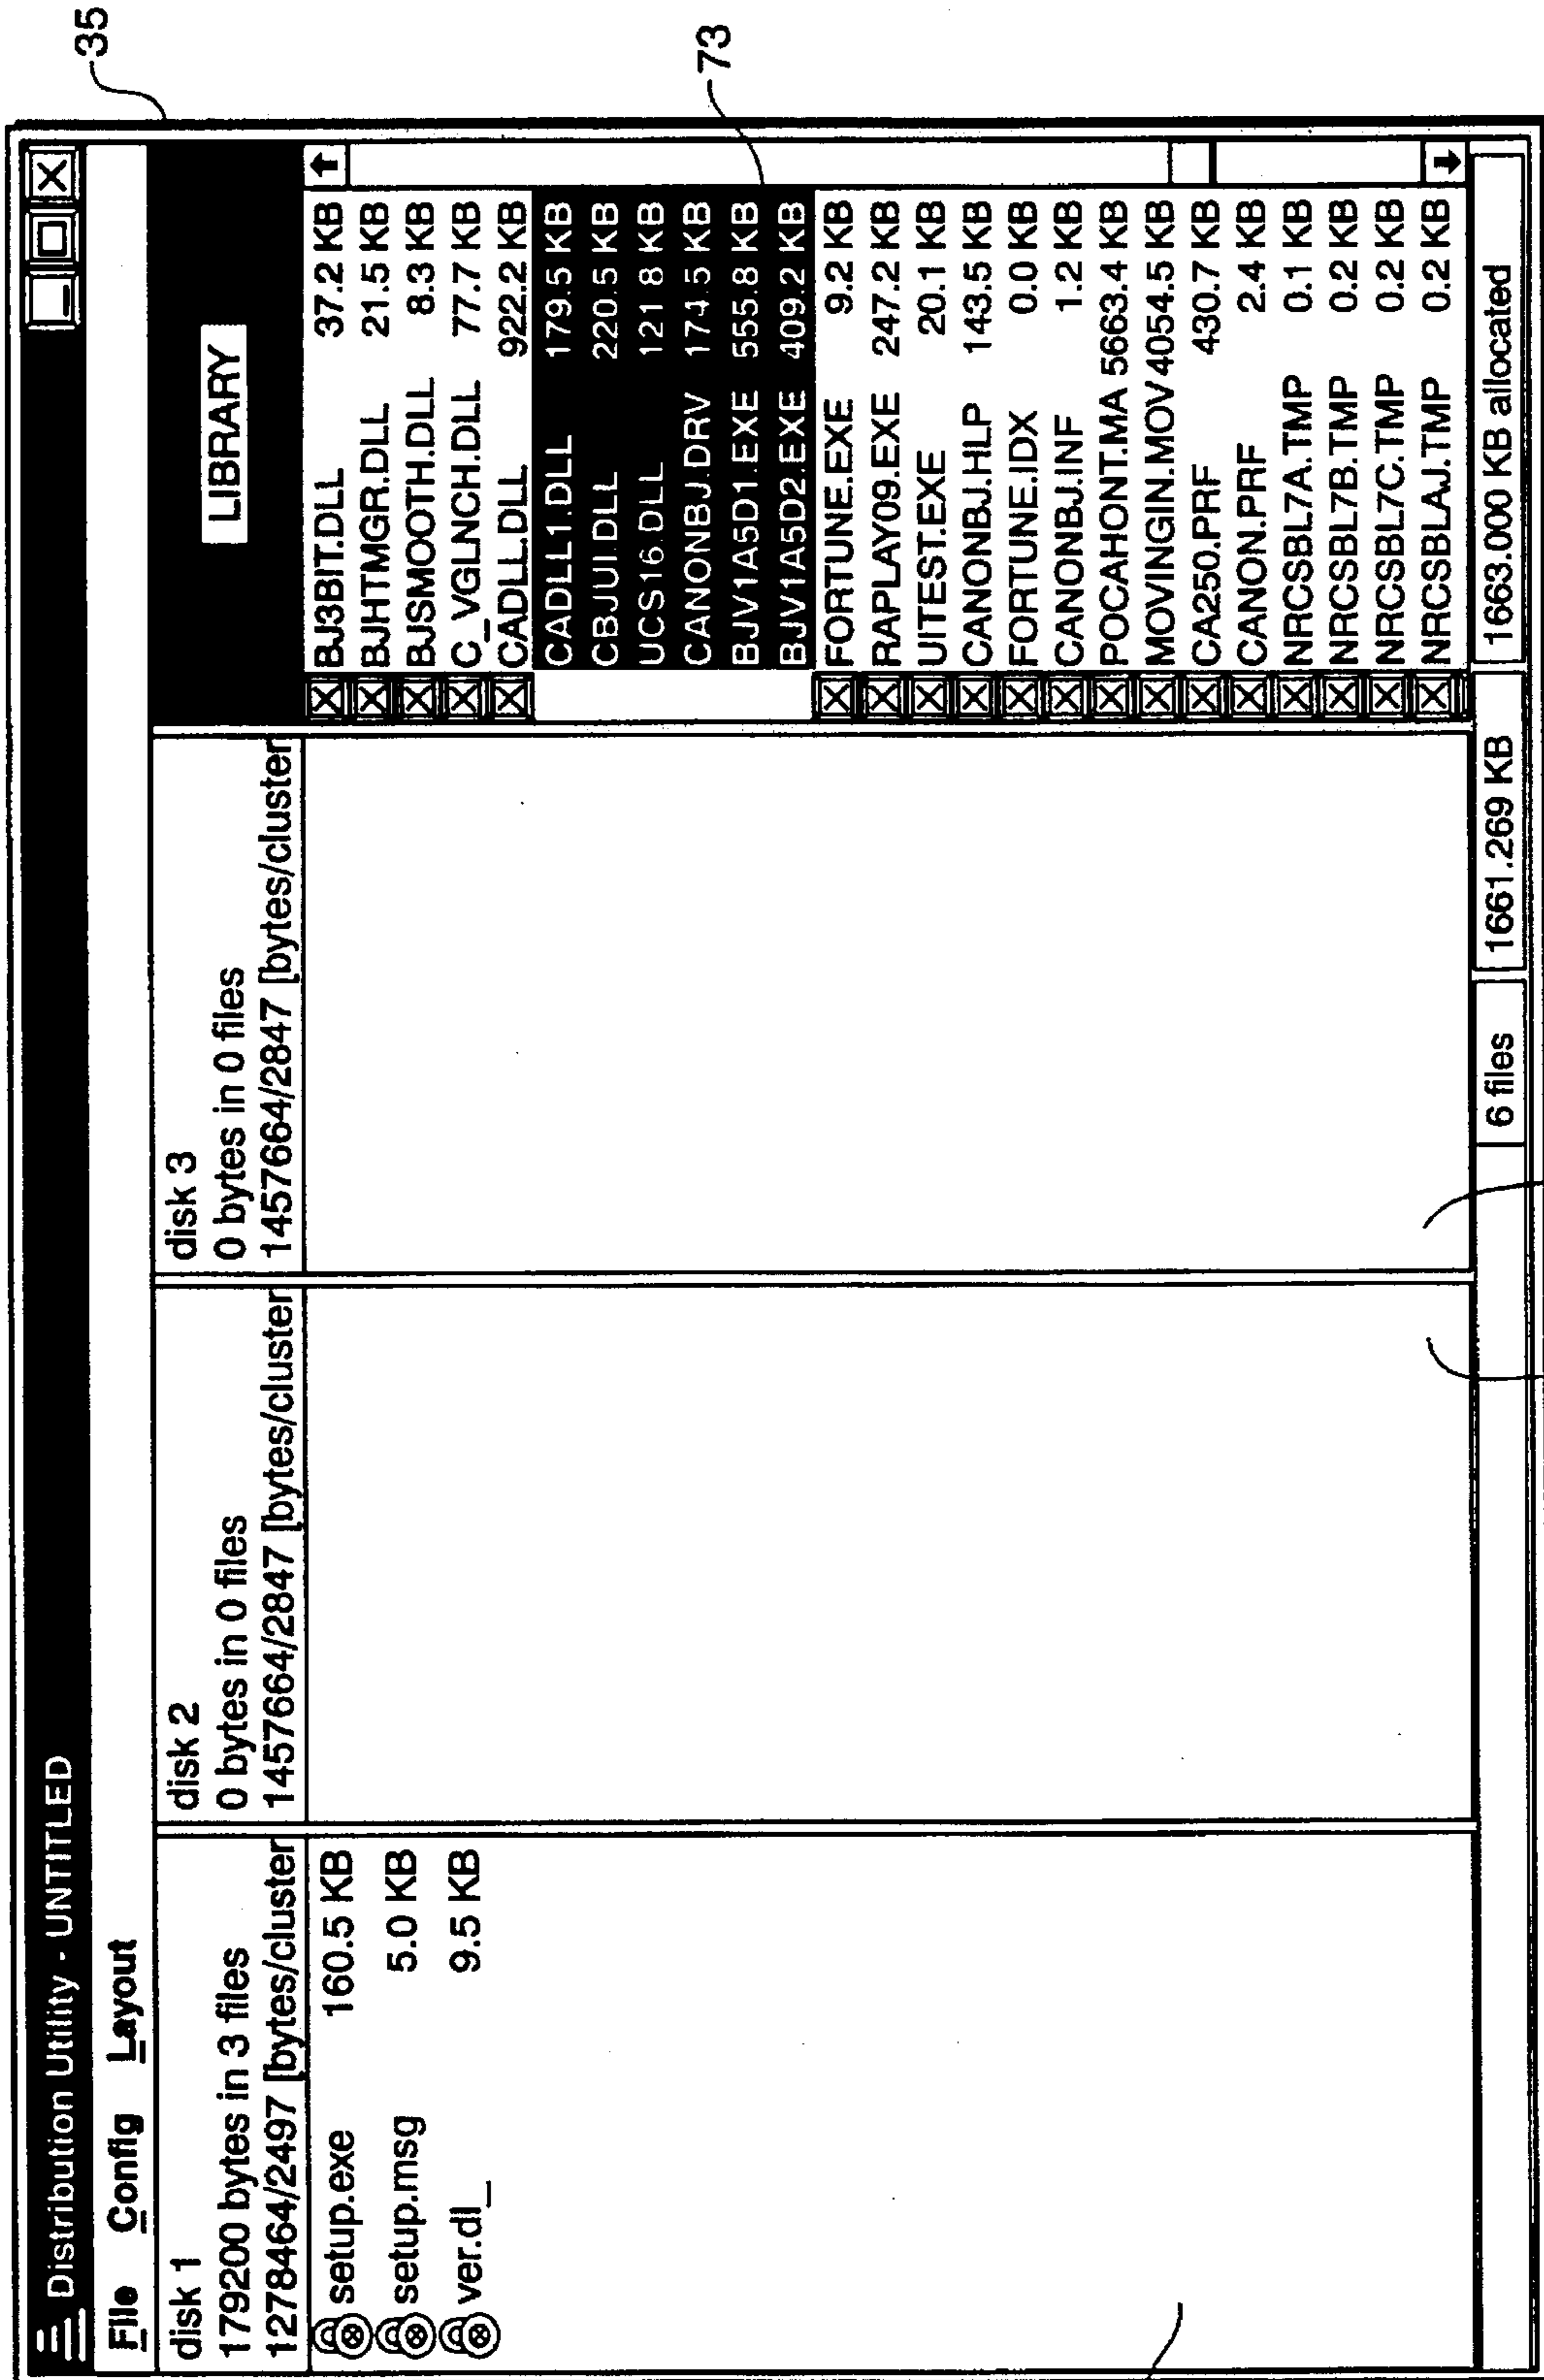 35
Distribution Utility - UNTITLED
File Config Layout
disk 1
179200 bytes in 3 files
1278464/2497 [bytes/cluster
setup.exe 160.5 KB
setup.msg 5.0 KB
ver.dl_ 9.5 KB
disk 2
0 bytes in 0 files
1457664/2847 [bytes/cluster
disk 3
0 bytes in 0 files
1457664/2847 [bytes/cluster
LIBRARY
BJ3BIT.DLL 37.2 KB
BJHTMGR.DLL 21.5 KB
BJSMOOTH.DLL 8.3 KB
C_VGLNCH.DLL 77.7 KB
CADLL.DLL 922.2 KB
CADLL1.DLL 179.5 KB
CBJUI.DLL 220.5 KB
UCS16.DLL 121 8 KB
CANONBJ.DRV 174.5 KB
BJV1A5D1.EXE 555.8 KB
BJV1A5D2.EXE 409.2 KB
FORTUNE.EXE 9.2 KB
RAPLAY09.EXE 247.2 KB
UITEST.EXE 20.1 KB
CANONBJ.HLP 143.5 KB
FORTUNE.IDX 0.0 KB
CANONBJ.INF 1.2 KB
POCAHONT.MA 5663.4 KB
MOVINGIN.MOV 4054.5 KB
CA250.PRF 430.7 KB
CANON.PRF 2.4 KB
NRCSBL7A.TMP 0.1 KB
NRCSBL7B.TMP 0.2 KB
NRCSBL7C.TMP 0.2 KB
NRCSBLAJ.TMP 0.2 KB
73
6 files 1661.269 KB 1663.000 KB allocated